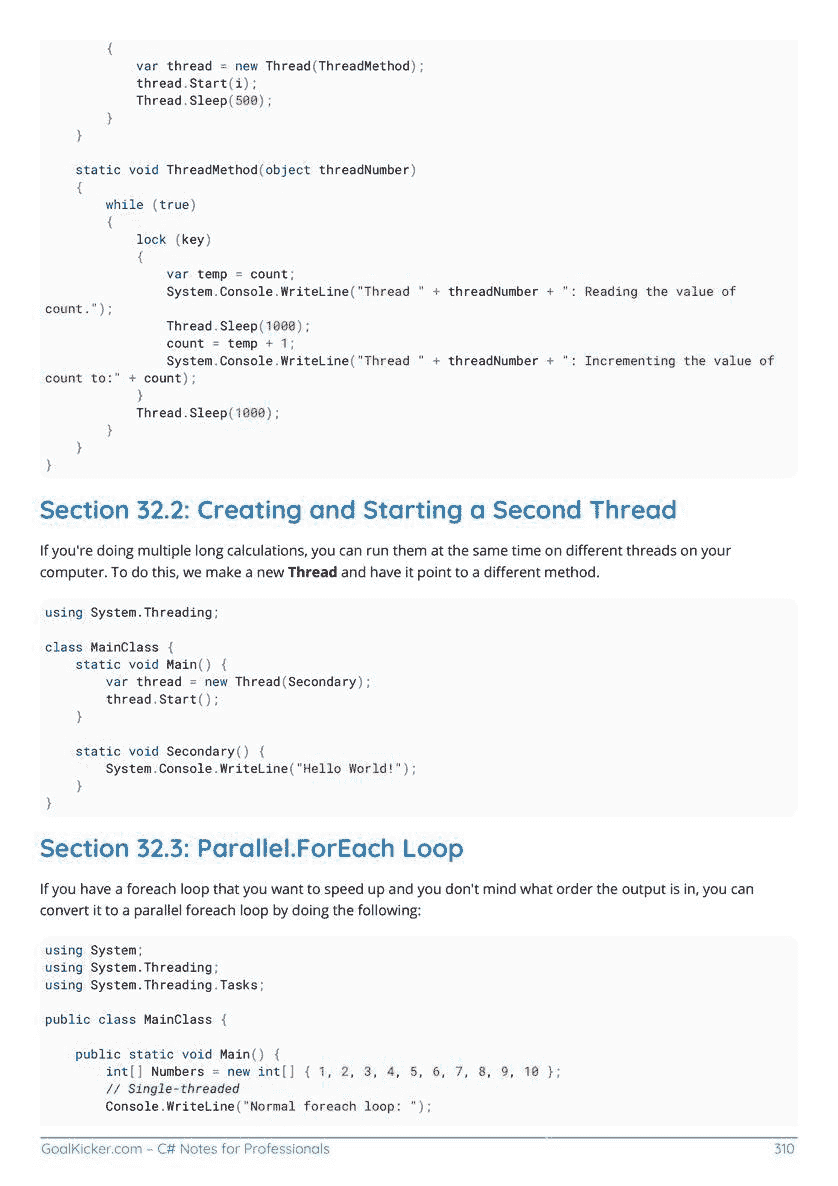 {
            var thread = new Thread(ThreadMethod);
            thread.Start(i);
            Thread.Sleep(500);
        }
    }

    static void ThreadMethod(object threadNumber)
    {
        while (true)
        {
            lock (key)
            {
                var temp = count;
                System.Console.WriteLine("Thread " + threadNumber + ": Reading the value of
count.");
                Thread.Sleep(1000);
                count = temp + 1;
                System.Console.WriteLine("Thread " + threadNumber + ": Incrementing the value of
count to:" + count);
            }
            Thread.Sleep(1000);
        }
    }
}
Section 32.2: Creating and Starting a Second Thread
If you're doing multiple long calculations, you can run them at the same time on different threads on your
computer. To do this, we make a new Thread and have it point to a different method.
using System.Threading;

class MainClass {
    static void Main() {
        var thread = new Thread(Secondary);
        thread.Start();
    }

    static void Secondary() {
        System.Console.WriteLine("Hello World!");
    }
}
Section 32.3: Parallel.ForEach Loop
If you have a foreach loop that you want to speed up and you don't mind what order the output is in, you can
convert it to a parallel foreach loop by doing the following:
using System;
using System.Threading;
using System.Threading.Tasks;

public class MainClass {

    public static void Main() {
        int[] Numbers = new int[] { 1, 2, 3, 4, 5, 6, 7, 8, 9, 10 };
        // Single-threaded
        Console.WriteLine("Normal foreach loop: ");
GoalKicker.com – C# Notes for Professionals 310